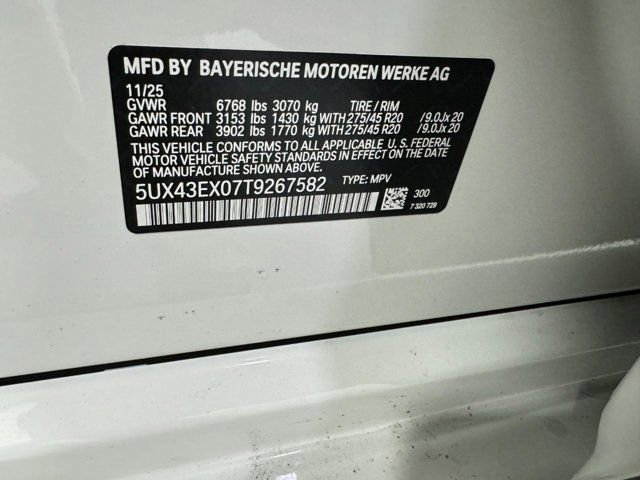 MFD BY BAYERISCHE MOTOREN WERKE AG
11/25
GVWR 6768 lbs 3070 kg TIRE / RIM
GAWR FRONT 3153 lbs 1430 kg WITH 275/45 R20 /9.0Jx 20
GAWR REAR 3902 lbs 1770 kg WITH 275/45 R20 /9.0Jx 20
THIS VEHICLE CONFORMS TO ALL APPLICABLE U.S. FEDERAL
MOTOR VEHICLE SAFETY STANDARDS IN EFFECT ON THE DATE
OF MANUFACTURE SHOWN ABOVE.
5UX43EX07T9267582 TYPE: MPV
300
7 320 729